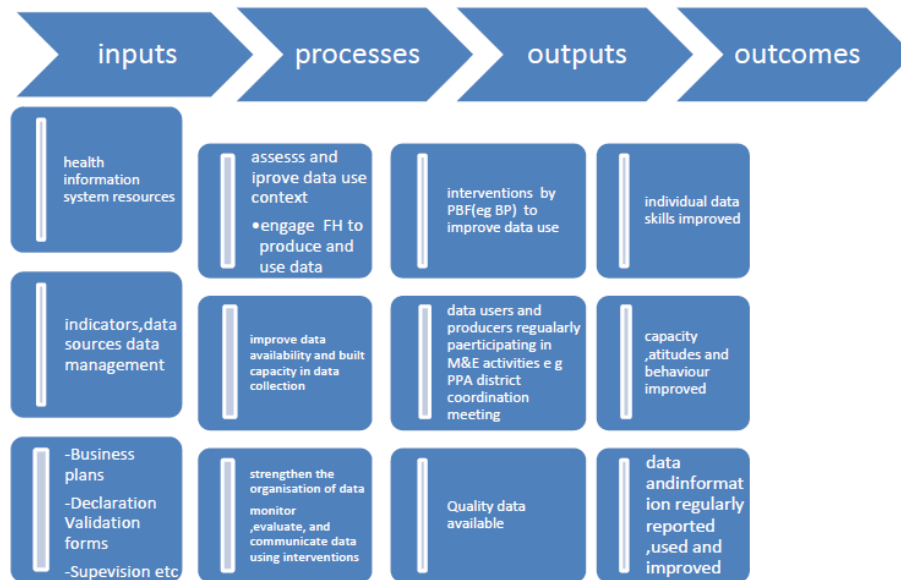 inputs
processes
outputs
outcomes
health
information
system resources
indicators,data
sources data
management
-Business
plans
-Declaration
Validation
forms
-Supevision etc
assesss and
iprove data use
context
•engage FH to
produce and
use data
improve data
availability and built
capacity in data
collection
strengthen the
organisation of data
monitor
,evaluate, and
communicate data
using interventions
interventions by
PBF(eg BP) to
improve data use
data users and
producers regualarly
paerticipating in
M&E activities e g
PPA district
coordination
meeting
Quality data
available
individual data
skills improved
capacity
,atitudes and
behaviour
improved
data
andinformat
ion regularly
reported
,used and
improved